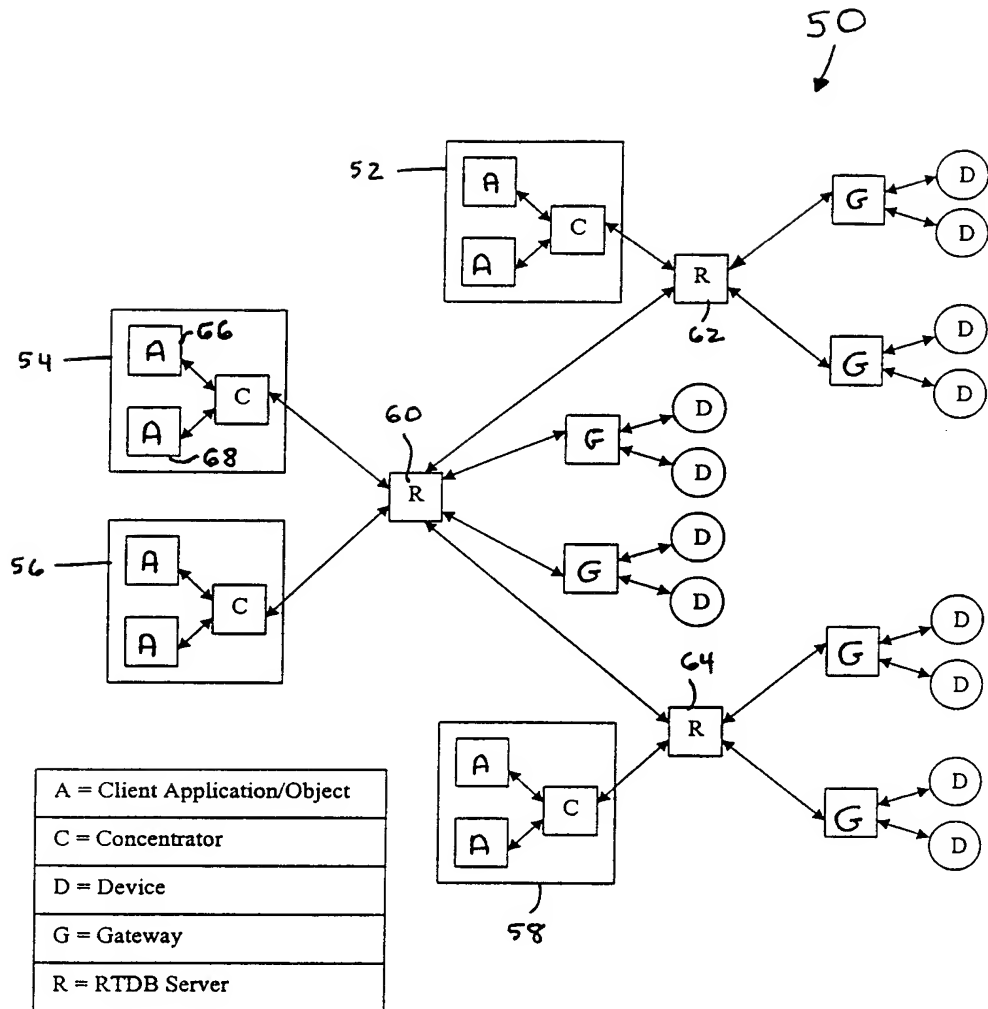 50
52
A
C
A
R
62
G
D
D
G
D
D
54
A
66
C
A
68
60
R
G
D
D
G
D
D
56
A
C
A
64
R
G
D
D
G
D
D
A
C
A
58
A = Client Application/Object
C = Concentrator
D = Device
G = Gateway
R = RTDB Server